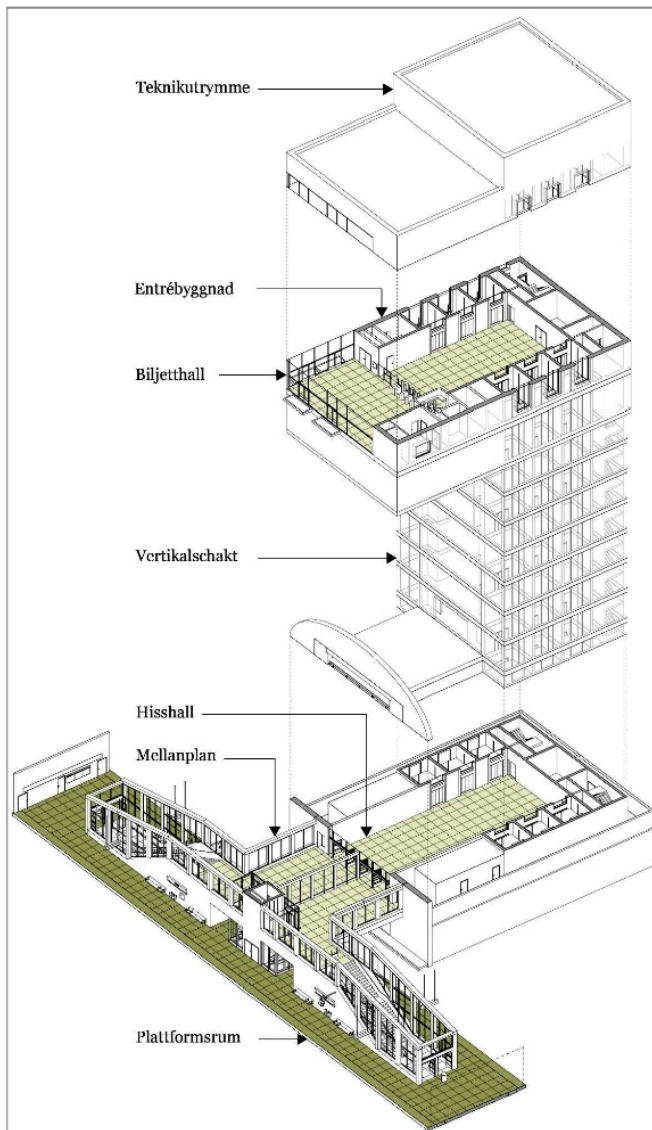 Teknikutrymme
Entrébyggnad
Biljetthall
Vertikalschakt
Hisshall
Mellanplan
Plattformsrum